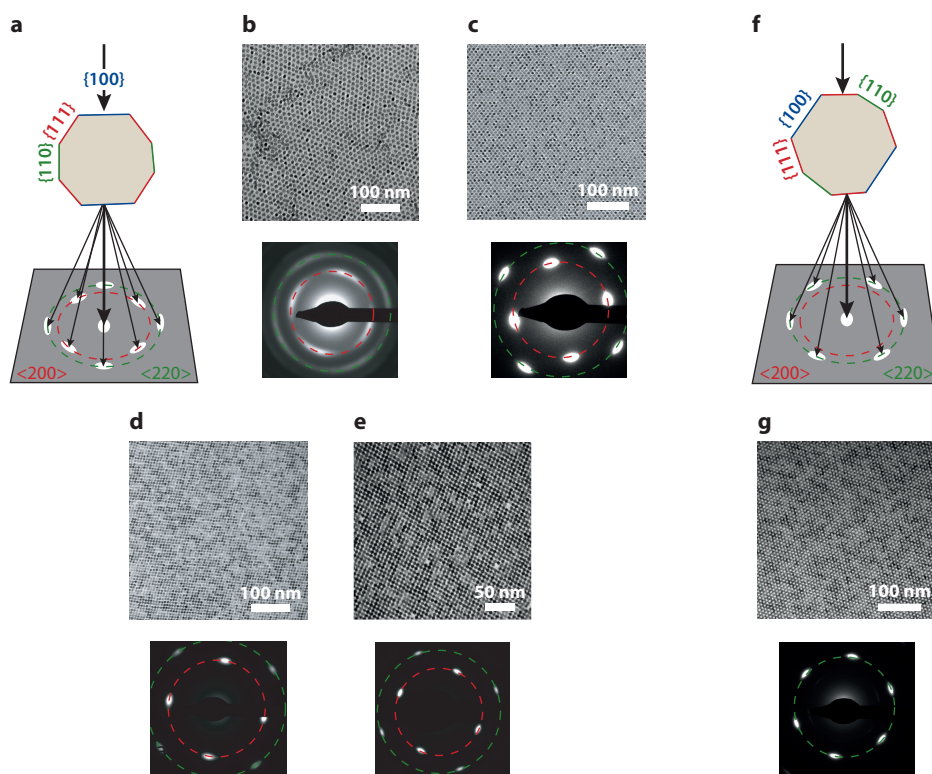 a
{100}
{111}
{110}
<200>
<220>
b
100 nm
c
100 nm
f
{110}
{100}
{111}
<200>
<220>
d
100 nm
e
50 nm
g
100 nm